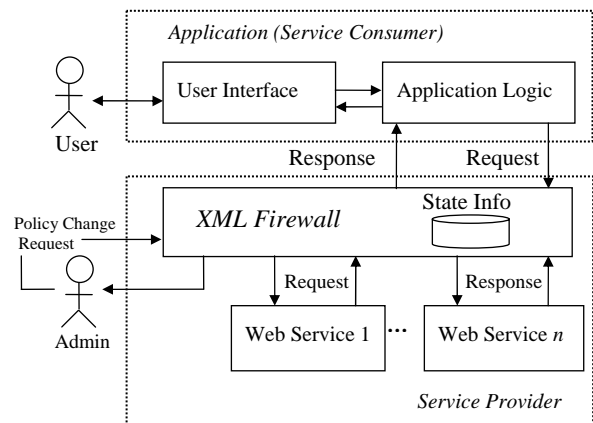 Application (Service Consumer)
User Interface
Application Logic
User
Response
Request
XML Firewall
State Info
Policy Change
Request
Admin
Request
Response
Web Service 1
...
Web Service n
Service Provider